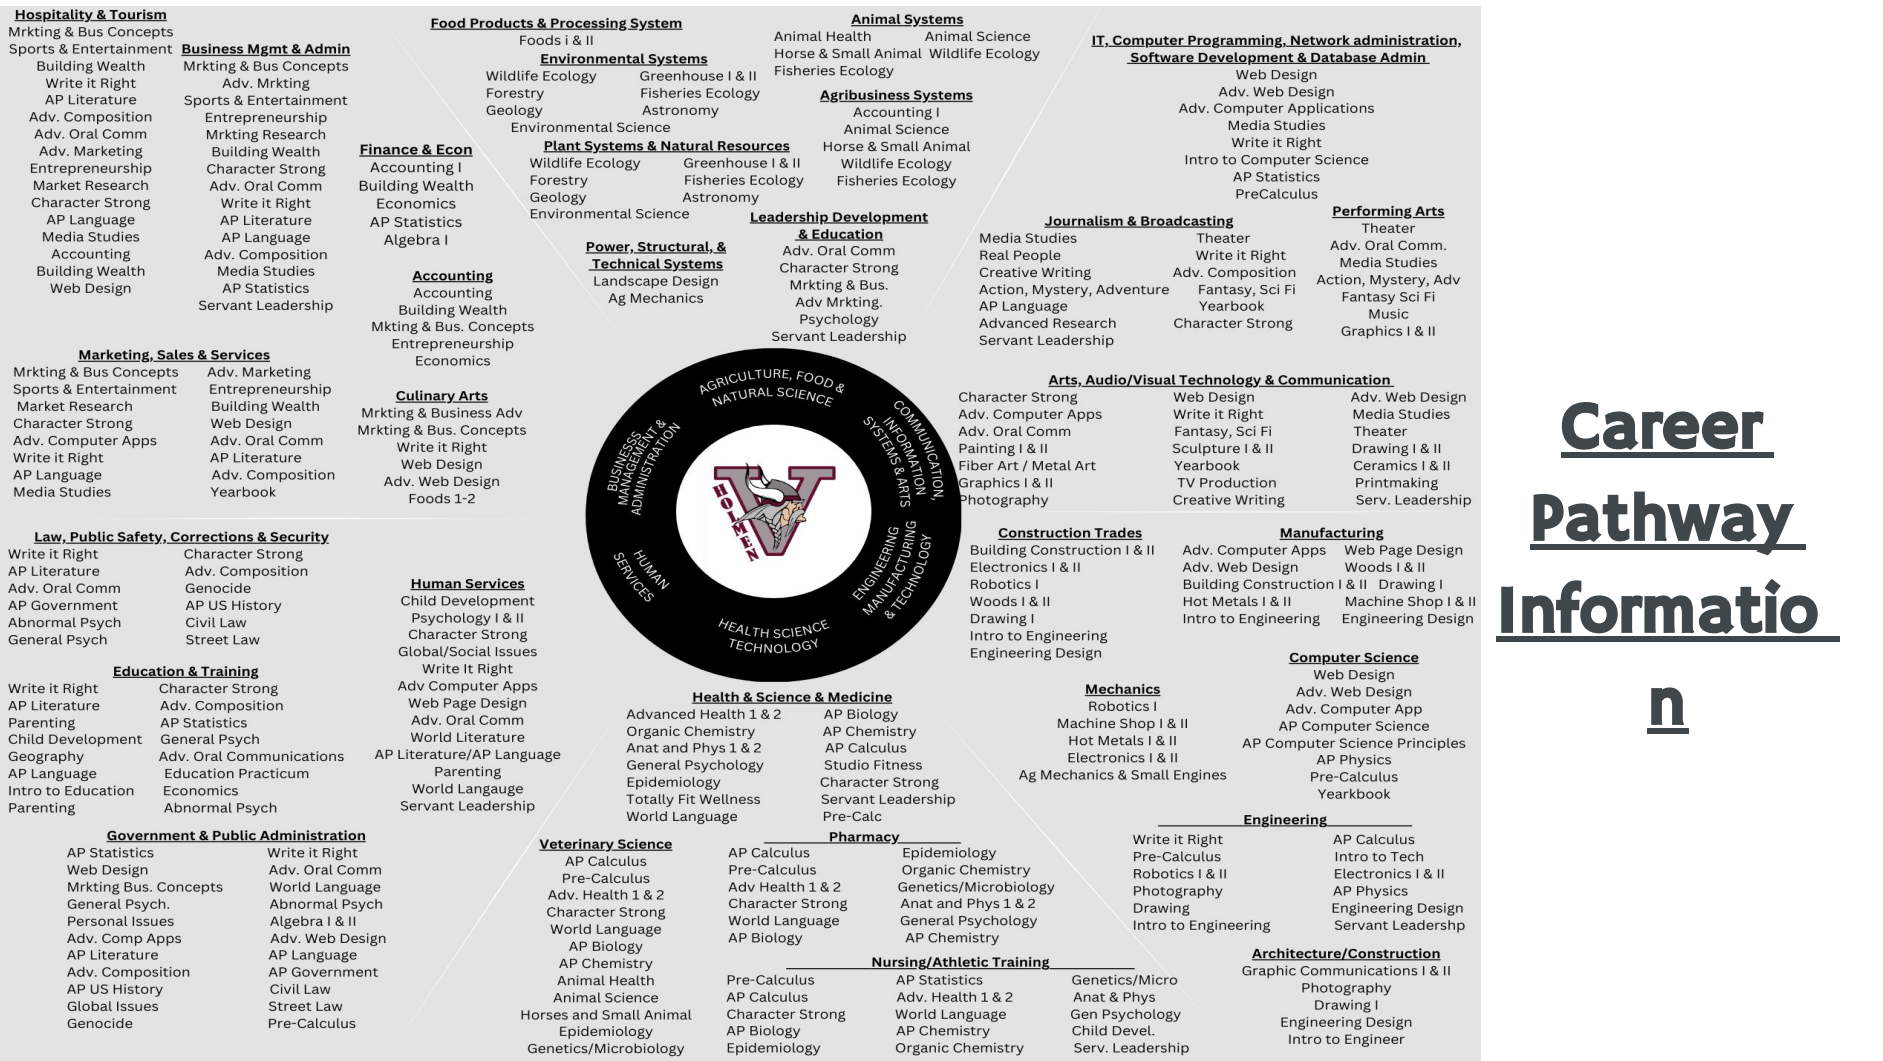 Hospitality & Tourism
Mrkting & Bus Concepts
Sports & Entertainment
Building Wealth
Write it Right
AP Literature
Adv. Composition
Adv. Oral Comm
Adv. Marketing
Entrepreneurship
Market Research
Character Strong
AP Language
Media Studies
Accounting
Building Wealth
Web Design
Business Mgmt & Admin
Mrkting & Bus Concepts
Adv. Mrkting
Sports & Entertainment
Entrepreneurship
Mrkting Research
Building Wealth
Character Strong
Adv. Oral Comm
Write it Right
AP Literature
AP Language
Adv. Composition
Media Studies
AP Statistics
Servant Leadership
Finance & Econ
Accounting I
Building Wealth
Economics
AP Statistics
Algebra I
Accounting
Accounting
Building Wealth
Mkting & Bus. Concepts
Entrepreneurship
Economics
Marketing, Sales & Services
Mrkting & Bus Concepts Adv. Marketing
Sports & Entertainment Entrepreneurship
Market Research Building Wealth
Character Strong Web Design
Adv. Computer Apps Adv. Oral Comm
Write it Right AP Literature
AP Language Adv. Composition
Media Studies Yearbook
Culinary Arts
Mrkting & Business Adv
Mrkting & Bus. Concepts
Write it Right
Web Design
Adv. Web Design
Foods 1-2
Food Products & Processing System
Foods i & II
Environmental Systems
Wildlife Ecology Greenhouse I & II
Forestry Fisheries Ecology
Geology Astronomy
Environmental Science
Plant Systems & Natural Resources
Wildlife Ecology Greenhouse I & II
Forestry Fisheries Ecology
Geology Astronomy
Environmental Science
Power, Structural, &
Technical Systems
Landscape Design
Ag Mechanics
Animal Systems
Animal Health Animal Science
Horse & Small Animal Wildlife Ecology
Fisheries Ecology
Agribusiness Systems
Accounting I
Animal Science
Horse & Small Animal
Wildlife Ecology
Fisheries Ecology
Leadership Development
& Education
Adv. Oral Comm
Character Strong
Mrkting & Bus.
Adv Mrkting.
Psychology
Servant Leadership
IT, Computer Programming, Network administration,
Software Development & Database Admin
Web Design
Adv. Web Design
Adv. Computer Applications
Media Studies
Write it Right
Intro to Computer Science
AP Statistics
PreCalculus
Journalism & Broadcasting
Media Studies Theater
Real People Write it Right
Creative Writing Adv. Composition
Action, Mystery, Adventure Fantasy, Sci Fi
AP Language Yearbook
Advanced Research Character Strong
Servant Leadership
Performing Arts
Theater
Adv. Oral Comm.
Media Studies
Action, Mystery, Adv
Fantasy Sci Fi
Music
Graphics I & II
Arts, Audio/Visual Technology & Communication
Character Strong Web Design Adv. Web Design
Adv. Computer Apps Write it Right Media Studies
Adv. Oral Comm Fantasy, Sci Fi Theater
Painting I & II Sculpture I & II Drawing I & II
Fiber Art / Metal Art Yearbook Ceramics I & II
Graphics I & II TV Production Printmaking
Photography Creative Writing Serv. Leadership
AGRICULTURE, FOOD &
NATURAL SCIENCE
COMMUNICATION,
INFORMATION
SYSTEMS & ARTS
ENGINEERING
MANUFACTURING
& TECHNOLOGY
HEALTH SCIENCE
TECHNOLOGY
HUMAN
SERVICES
BUSINESSS
MANAGEMENT &
ADMINISTRATION
V
HOLMEN
Career
Pathway
Informatio
n
Law, Public Safety, Corrections & Security
Write it Right Character Strong
AP Literature Adv. Composition
Adv. Oral Comm Genocide
AP Government AP US History
Abnormal Psych Civil Law
General Psych Street Law
Education & Training
Write it Right Character Strong
AP Literature Adv. Composition
Parenting AP Statistics
Child Development General Psych
Geography Adv. Oral Communications
AP Language Education Practicum
Intro to Education Economics
Parenting Abnormal Psych
Human Services
Child Development
Psychology I & II
Character Strong
Global/Social Issues
Write It Right
Adv Computer Apps
Web Page Design
Adv. Oral Comm
World Literature
AP Literature/AP Language
Parenting
World Langauge
Servant Leadership
Government & Public Administration
AP Statistics Write it Right
Web Design Adv. Oral Comm
Mrkting Bus. Concepts World Language
General Psych. Abnormal Psych
Personal Issues Algebra I & II
Adv. Comp Apps Adv. Web Design
AP Literature AP Language
Adv. Composition AP Government
AP US History Civil Law
Global Issues Street Law
Genocide Pre-Calculus
Health & Science & Medicine
Advanced Health 1 & 2 AP Biology
Organic Chemistry AP Chemistry
Anat and Phys 1 & 2 AP Calculus
General Psychology Studio Fitness
Epidemiology Character Strong
Totally Fit Wellness Servant Leadership
World Language Pre-Calc
Veterinary Science
AP Calculus
Pre-Calculus
Adv. Health 1 & 2
Character Strong
World Language
AP Biology
AP Chemistry
Animal Health
Animal Science
Horses and Small Animal
Epidemiology
Genetics/Microbiology
Pharmacy
AP Calculus Epidemiology
Pre-Calculus Organic Chemistry
Adv Health 1 & 2 Genetics/Microbiology
Character Strong Anat and Phys 1 & 2
World Language General Psychology
AP Biology AP Chemistry
Nursing/Athletic Training
Pre-Calculus AP Statistics Genetics/Micro
AP Calculus Adv. Health 1 & 2 Anat & Phys
Character Strong World Language Gen Psychology
AP Biology AP Chemistry Child Devel.
Epidemiology Organic Chemistry Serv. Leadership
Construction Trades
Building Construction I & II
Electronics I & II
Robotics I
Woods I & II
Drawing I
Intro to Engineering
Engineering Design
Manufacturing
Adv. Computer Apps Web Page Design
Adv. Web Design Woods I & II
Building Construction I & II Drawing I
Hot Metals I & II Machine Shop I & II
Intro to Engineering Engineering Design
Mechanics
Robotics I
Machine Shop I & II
Hot Metals I & II
Electronics I & II
Ag Mechanics & Small Engines
Computer Science
Web Design
Adv. Web Design
Adv. Computer App
AP Computer Science
AP Computer Science Principles
AP Physics
Pre-Calculus
Yearkbook
Engineering
Write it Right AP Calculus
Pre-Calculus Intro to Tech
Robotics I & II Electronics I & II
Photography AP Physics
Drawing Engineering Design
Intro to Engineering Servant Leadershp
Architecture/Construction
Graphic Communications I & II
Photography
Drawing I
Engineering Design
Intro to Engineer